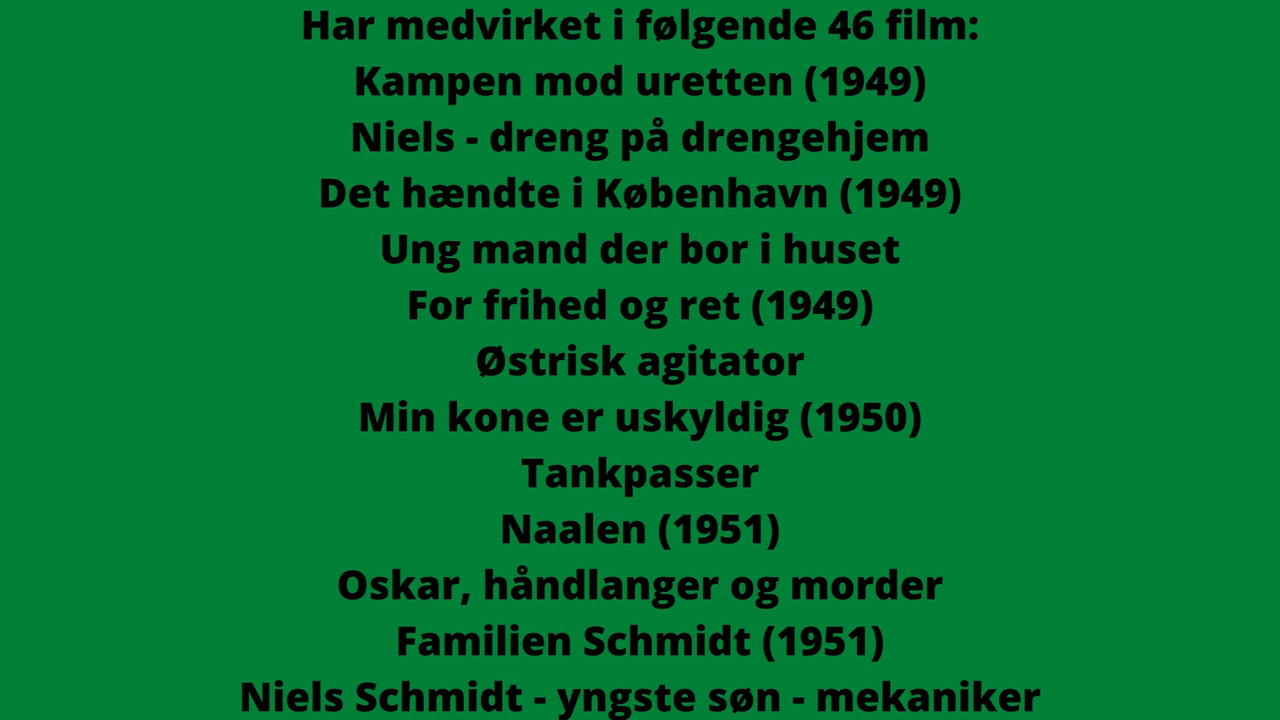 Har medvirket i følgende 46 film:
Kampen mod uretten (1949)
Niels - dreng på drengehjem
Det hændte i København (1949)
Ung mand der bor i huset
For frihed og ret (1949)
Østrisk agitator
Min kone er uskyldig (1950)
Tankpasser
Naalen (1951)
Oskar, håndlanger og morder
Familien Schmidt (1951)
Niels Schmidt - yngste søn - mekaniker